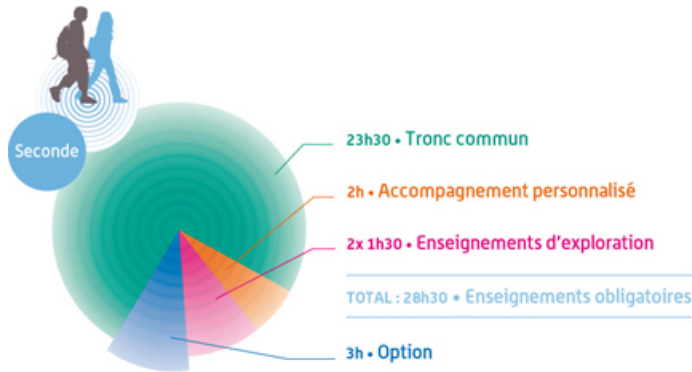 Seconde
23h30 • Tronc commun
2h • Accompagnement personnalisé
2x 1h30 • Enseignements d'exploration
TOTAL : 28h30 • Enseignements obligatoires
3h • Option